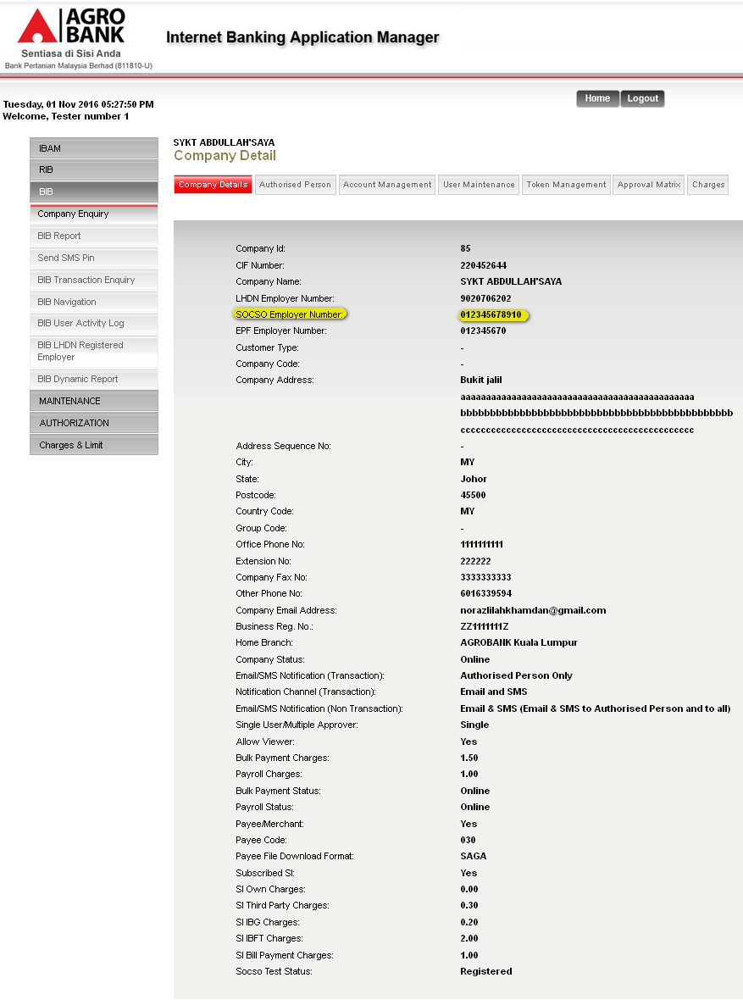 AGRO
BANK
Sentiasa di Sisi Anda
Bank Pertanian Malaysia Berhad (811810-U)
Internet Banking Application Manager
Tuesday, 01 Nov 2016 05:27:50 PM
Welcome, Tester number 1
Home Logout
IBAM
RIB
BIB
Company Enquiry
BIB Report
Send SMS Pin
BIB Transaction Enquiry
BIB Navigation
BIB User Activity Log
BIB LHDN Registered
Employer
BIB Dynamic Report
MAINTENANCE
AUTHORIZATION
Charges & Limit
SYKT ABDULLAH'SAYA
Company Detail
Company Details Authorised Person Account Management User Maintenance Token Management Approval Matrix Charges
Company Id: 85
CIF Number: 220452644
Company Name: SYKT ABDULLAH'SAYA
LHDN Employer Number: 9020706202
SOCSO Employer Number: 012345678910
EPF Employer Number: 012345670
Customer Type: -
Company Code: -
Company Address: Bukit jalil
aaaaaaaaaaaaaaaaaaaaaaaaaaaaaaaaaaaaaaaaaaaaaa
bbbbbbbbbbbbbbbbbbbbbbbbbbbbbbbbbbbbbbbbbbbbbb
cccccccccccccccccccccccccccccccccccccccccccccc
Address Sequence No: -
City: MY
State: Johor
Postcode: 45500
Country Code: MY
Group Code: -
Office Phone No: 1111111111
Extension No: 222222
Company Fax No: 3333333333
Other Phone No: 6016339594
Company Email Address: norazlilahkhamdan@gmail.com
Business Reg. No.: ZZ1111111Z
Home Branch: AGROBANK Kuala Lumpur
Company Status: Online
Email/SMS Notification (Transaction): Authorised Person Only
Notification Channel (Transaction): Email and SMS
Email/SMS Notification (Non Transaction): Email & SMS (Email & SMS to Authorised Person and to all)
Single User/Multiple Approver: Single
Allow Viewer: Yes
Bulk Payment Charges: 1.50
Payroll Charges: 1.00
Bulk Payment Status: Online
Payroll Status: Online
Payee/Merchant: Yes
Payee Code: 030
Payee File Download Format: SAGA
Subscribed SI: Yes
SI Own Charges: 0.00
SI Third Party Charges: 0.30
SI IBG Charges: 0.20
SI IBFT Charges: 2.00
SI Bill Payment Charges: 1.00
Socso Test Status: Registered